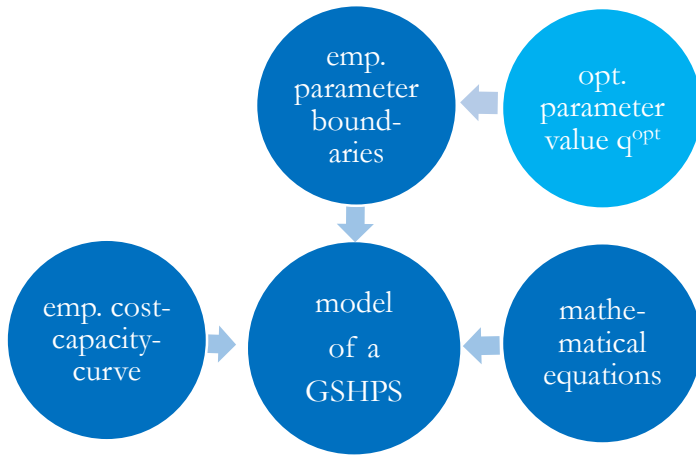 emp.
parameter
bound-
aries
opt.
parameter
value q^opt
emp. cost-
capacity-
curve
model
of a
GSHPS
mathe-
matical
equations